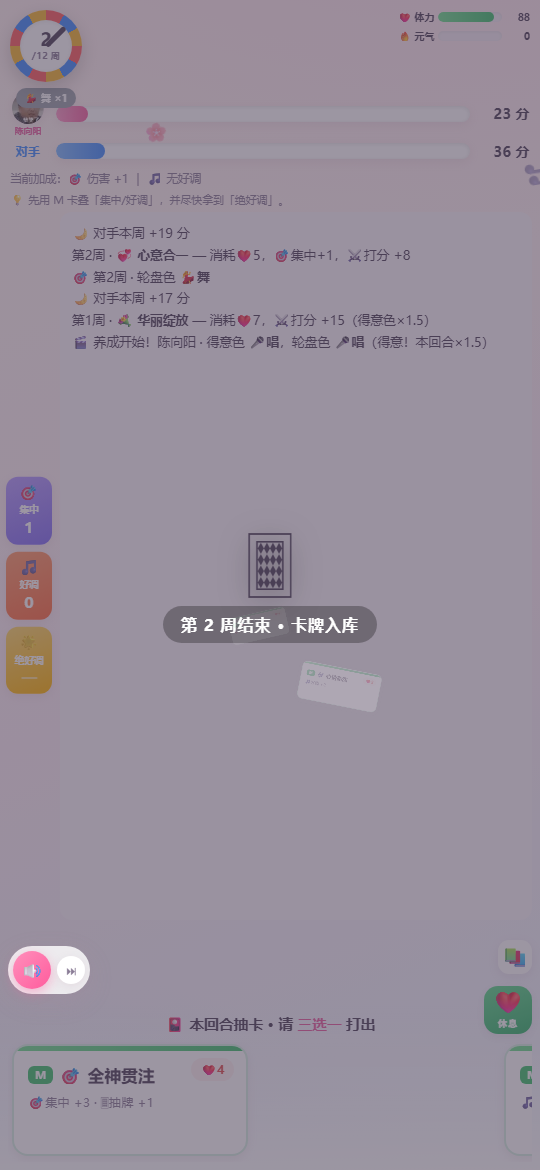 2
/12 周
体力 88
元气 0
舞 ×1
陈向阳
23 分
对手
36 分
当前加成: 伤害 +1 | 无好调
先用 M 卡叠「集中/好调」，并尽快拿到「绝好调」。
对手本周 +19 分
第2周 · 心意合一 — 消耗 5, 集中+1, 打分 +8
第2周 · 轮盘色 舞
对手本周 +17 分
第1周 · 华丽绽放 — 消耗 7, 打分 +15（得意色×1.5）
养成开始！陈向阳 · 得意色 唱, 轮盘色 唱（得意！本回合×1.5）
集中
1
好调
0
绝好调
—
第 2 周结束 • 卡牌入库
休息
本回合抽卡 • 请 三选一 打出
M 全神贯注 4
集中 +3 · 抽牌 +1